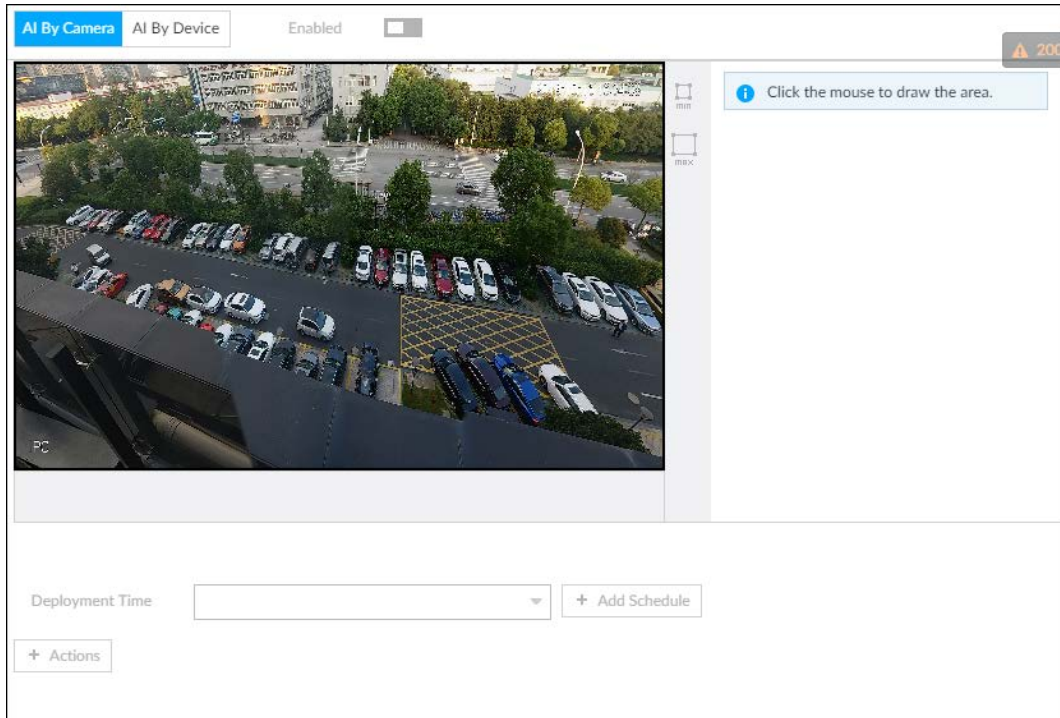 AI By Camera
AI By Device
Enabled
200
min
max
Click the mouse to draw the area.
PC
Deployment Time
+ Add Schedule
+ Actions